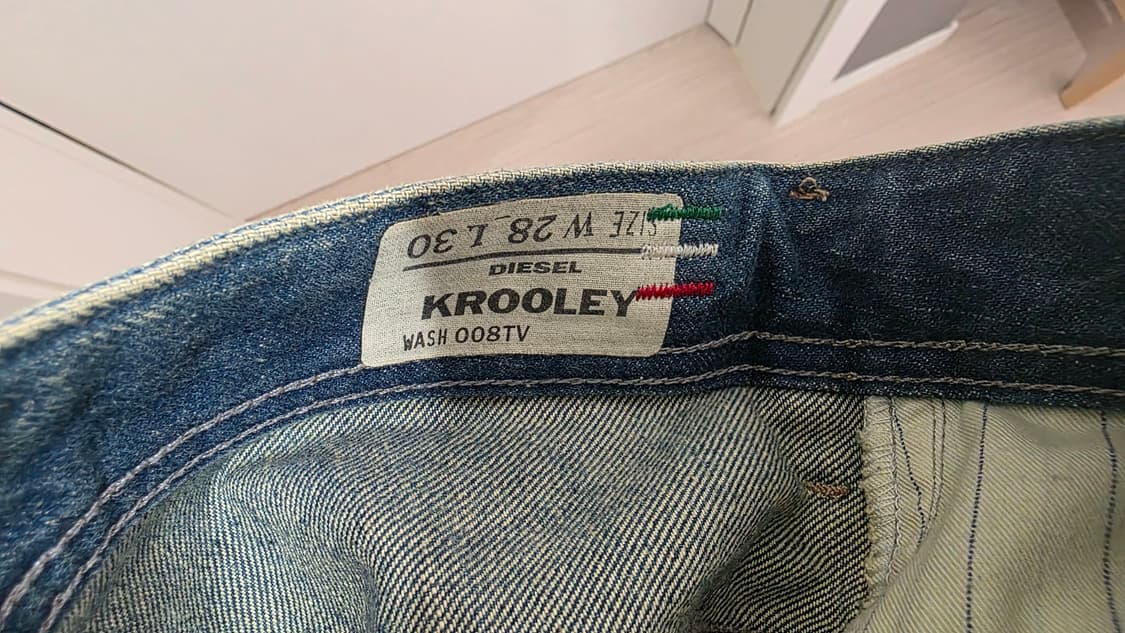 SIZE W 28 L 30
DIESEL
KROOLEY
WASH 008TV